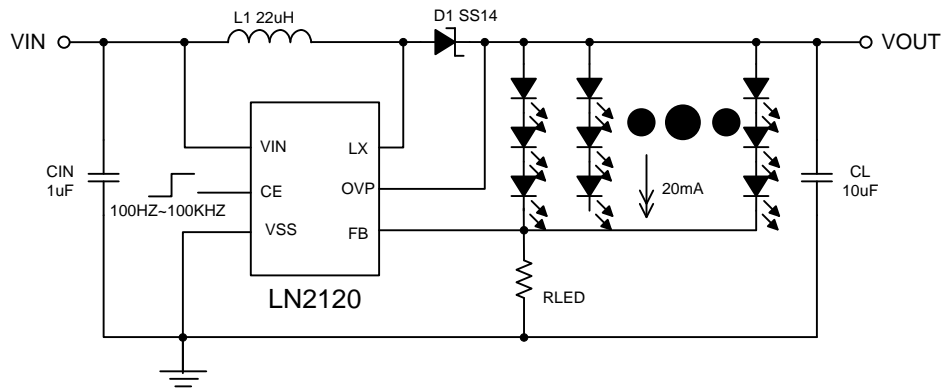 L1 22uH
D1 SS14
VIN
VOUT
VIN
LX
CIN
1uF
CE
OVP
20mA
CL
10uF
100HZ~100KHZ
VSS
FB
LN2120
RLED